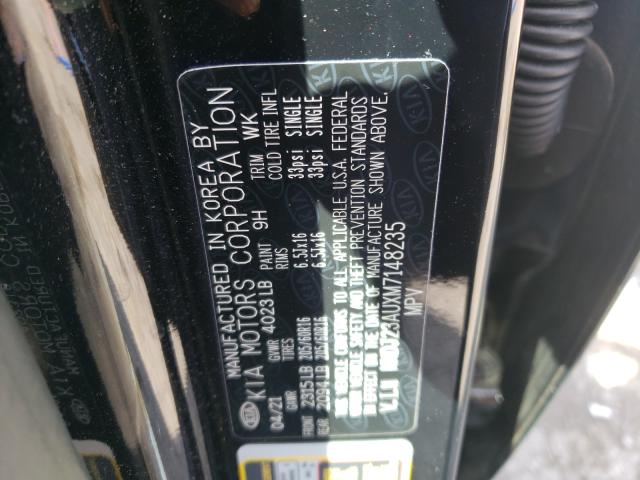 MANUFACTURED IN KOREA BY
KIA MOTORS CORPORATION
04/21 GVWR 4023LB PAINT 9H TRIM WK
GAWR TIRES RIMS COLD TIRE INFL
FRONT 2315LB 205/60R16 6.5Jx16 33psi SINGLE
REAR 2094LB 205/60R16 6.5Jx16 33psi SINGLE
THIS VEHICLE CONFORMS TO ALL APPLICABLE U.S.A. FEDERAL
MOTOR VEHICLE SAFETY AND THEFT PREVENTION STANDARDS
IN EFFECT ON THE DATE OF MANUFACTURE SHOWN ABOVE.
V.I.N KNDJ23AUXM7148235
MPV